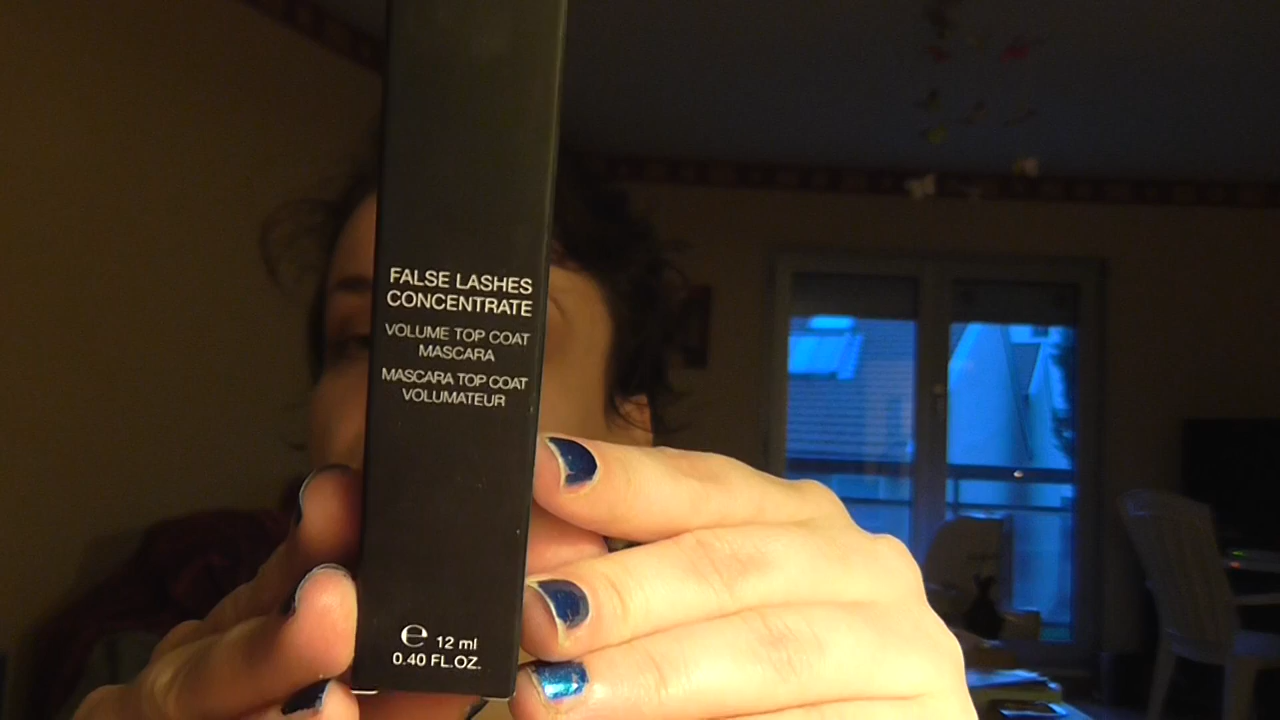 FALSE LASHES
CONCENTRATE
VOLUME TOP COAT
MASCARA
MASCARA TOP COAT
VOLUMATEUR
℮ 12 ml
0.40 FL.OZ.